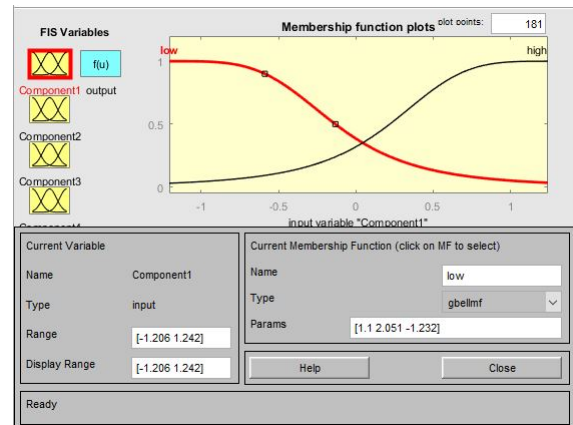 FIS Variables
Membership function plots
plot points:
181
f(u)
Component1
output
Component2
Component3
Component4
low
high
1
0.5
0
-1
-0.5
0
0.5
1
input variable "Component1"
Current Variable
Name
Component1
Type
input
Range
[-1.206 1.242]
Display Range
[-1.206 1.242]
Current Membership Function (click on MF to select)
Name
low
Type
gbellmf
Params
[1.1 2.051 -1.232]
Help
Close
Ready